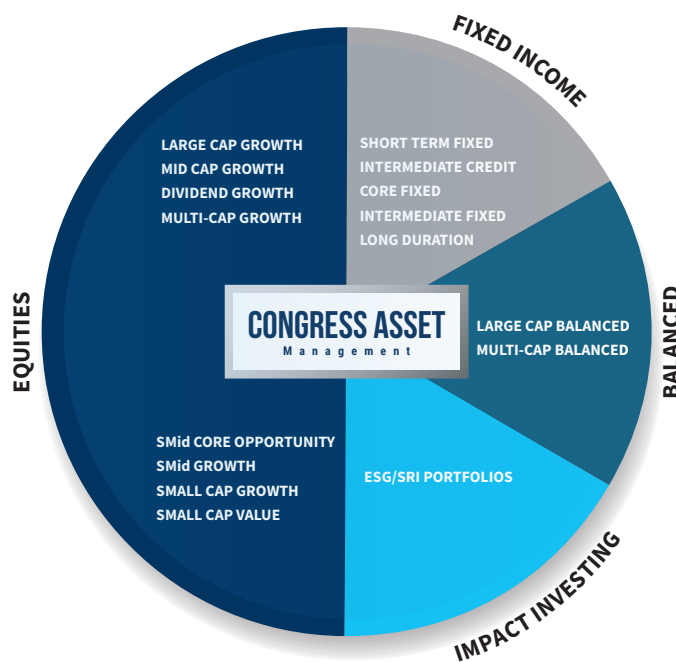 FIXED INCOME
LARGE CAP GROWTH
MID CAP GROWTH
DIVIDEND GROWTH
MULTI-CAP GROWTH
SHORT TERM FIXED
INTERMEDIATE CREDIT
CORE FIXED
INTERMEDIATE FIXED
LONG DURATION
EQUITIES
CONGRESS ASSET
Management
LARGE CAP BALANCED
MULTI-CAP BALANCED
BALANCED
SMid CORE OPPORTUNITY
SMid GROWTH
SMALL CAP GROWTH
SMALL CAP VALUE
ESG/SRI PORTFOLIOS
IMPACT INVESTING